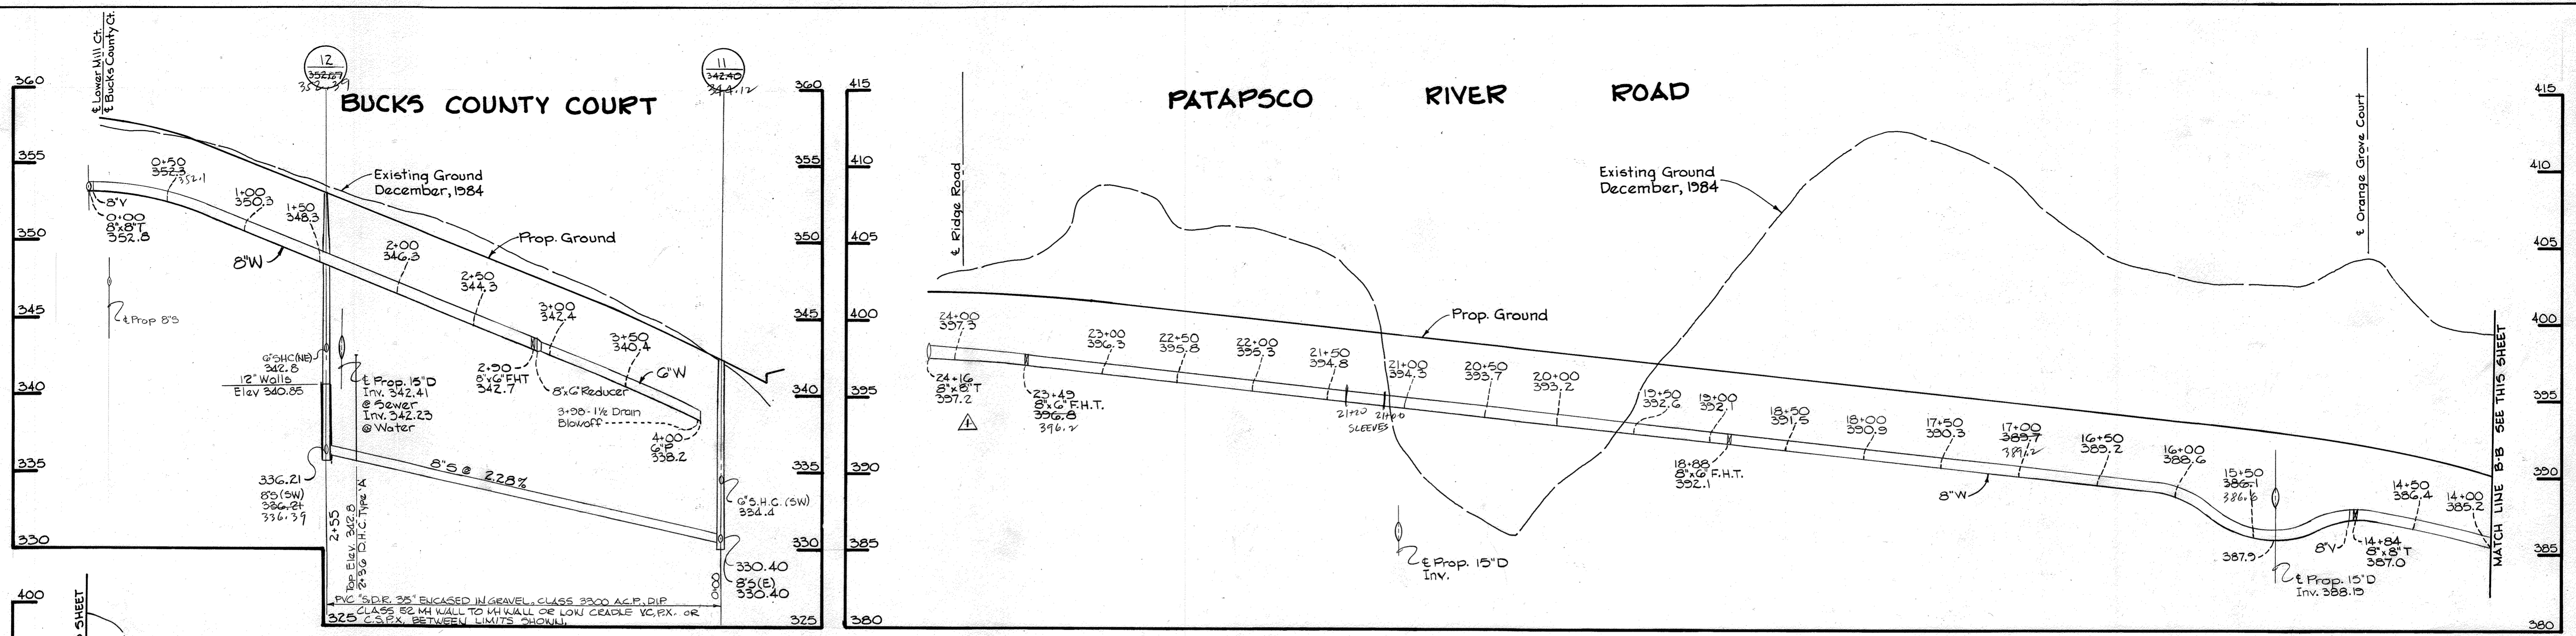 ℄ Lower Mill Ct.
℄ Bucks County Ct.
12
352.67
352.39
11
342.40
344.12
BUCKS COUNTY COURT
360
355
350
345
340
335
330
325
Existing Ground
December, 1984
Prop. Ground
8"V
0+00
8"x8"T
352.8
0+50
352.3
352.1
1+00
350.3
1+50
348.3
8"W
2+00
346.3
2+50
344.3
3+00
342.4
3+50
340.4
6"W
2+90
8"x6"FHT
342.7
8"x6"Reducer
3+98-1½ Drain
Blowoff
4+00
6"P
338.2
℄ Prop 8"S
6"SHC(NE)
342.8
12" Walls
Elev 340.85
℄ Prop. 15"D
Inv. 342.41
@ Sewer
Inv. 342.23
@ Water
336.21
8"S (SW)
336.21
336.39
2+55
Top Elev. 342.8
2+36 D.H.C. Type 'A'
8"S @ 2.28%
6"S.H.C. (SW)
334.4
330.40
8"S (E)
330.40
0+00
PVC "S.D.R. 35" ENCASED IN GRAVEL, CLASS 3300 A.C.P., DIP
CLASS 52 MH WALL TO MH WALL OR LOW CRADLE V.C.P.X. OR
C.S.P.X. BETWEEN LIMITS SHOWN.
360
355
350
345
340
335
330
325
400
SHEET
PATAPSCO RIVER ROAD
415
410
405
400
395
390
385
380
℄ Ridge Road
Existing Ground
December, 1984
℄ Orange Grove Court
Prop. Ground
24+00
397.3
24+16
8"x8"T
397.2
1
23+49
8"x6"F.H.T.
396.8
396.2
23+00
396.3
22+50
395.8
22+00
395.3
21+50
394.8
21+20
21+00
SLEEVES
21+00
394.3
20+50
393.7
20+00
393.2
19+50
392.6
19+00
392.1
18+88
8"x6"F.H.T.
392.1
18+50
391.5
18+00
390.9
17+50
390.3
17+00
389.7
389.2
8"W
16+50
389.2
16+00
388.6
15+50
386.1
386.6
387.9
8"V
14+84
8"x8"T
387.0
14+50
386.4
14+00
385.2
℄ Prop. 15"D
Inv.
℄ Prop. 15"D
Inv. 388.19
MATCH LINE B-B SEE THIS SHEET
415
410
405
400
395
390
385
380